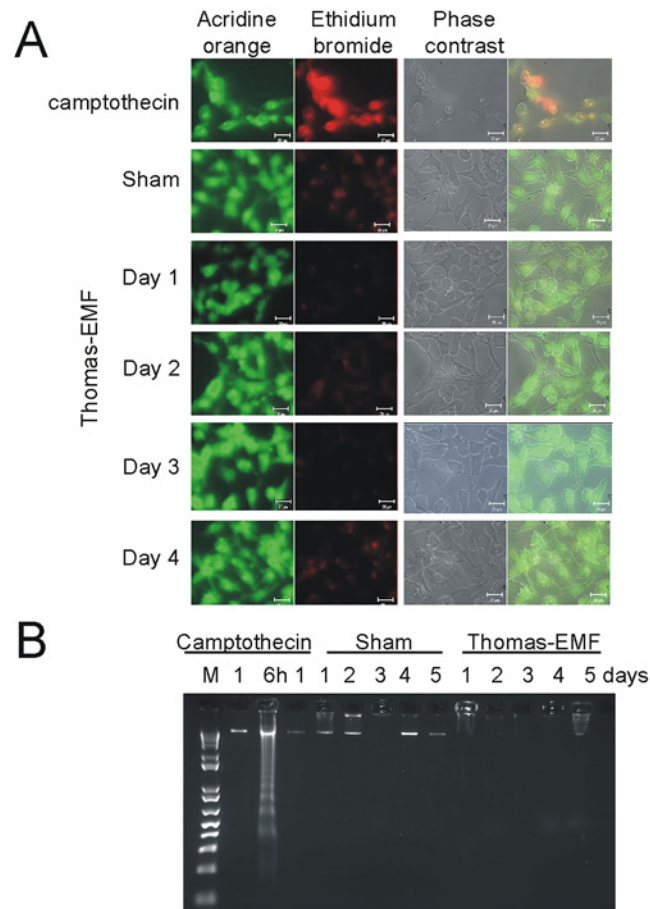 A
Acridine orange
Ethidium bromide
Phase contrast
camptothecin
Sham
Thomas-EMF
Day 1
Day 2
Day 3
Day 4
B
Camptothecin Sham Thomas-EMF
M 1 6h 1 1 2 3 4 5 1 2 3 4 5 days